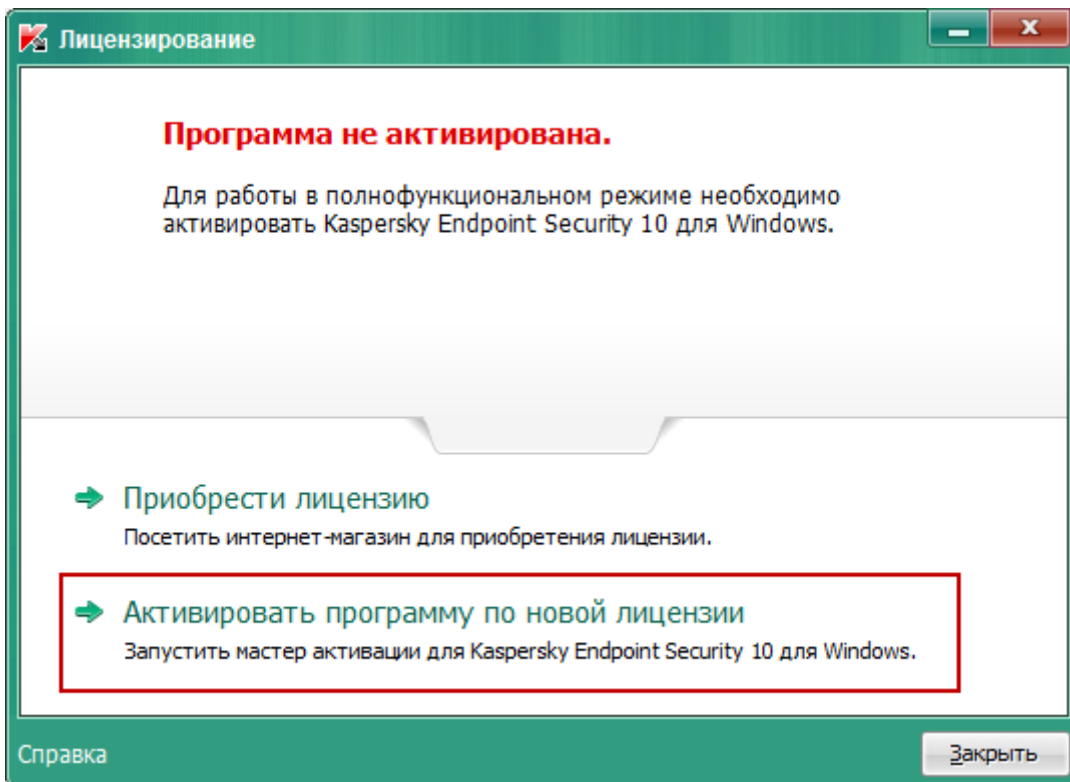 Лицензирование
Программа не активирована.
Для работы в полнофункциональном режиме необходимо
активировать Kaspersky Endpoint Security 10 для Windows.
Приобрести лицензию
Посетить интернет-магазин для приобретения лицензии.
Активировать программу по новой лицензии
Запустить мастер активации для Kaspersky Endpoint Security 10 для Windows.
Справка
Закрыть